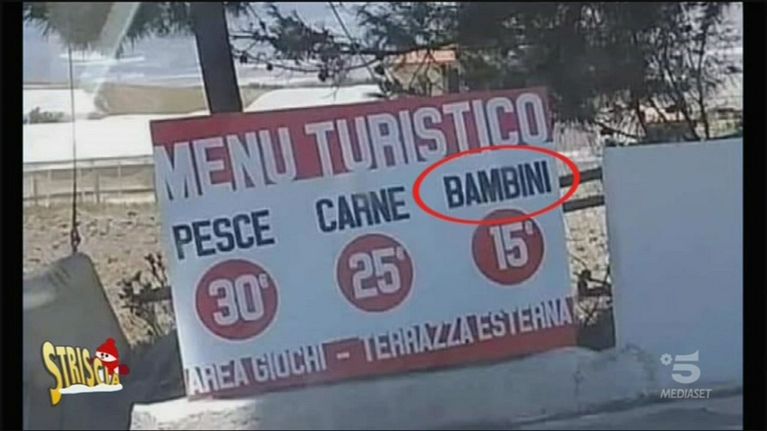 MENU TURISTICO
PESCE CARNE BAMBINI
30€ 25€ 15€
AREA GIOCHI - TERRAZZA ESTERNA
STRISCIA
5
MEDIASET